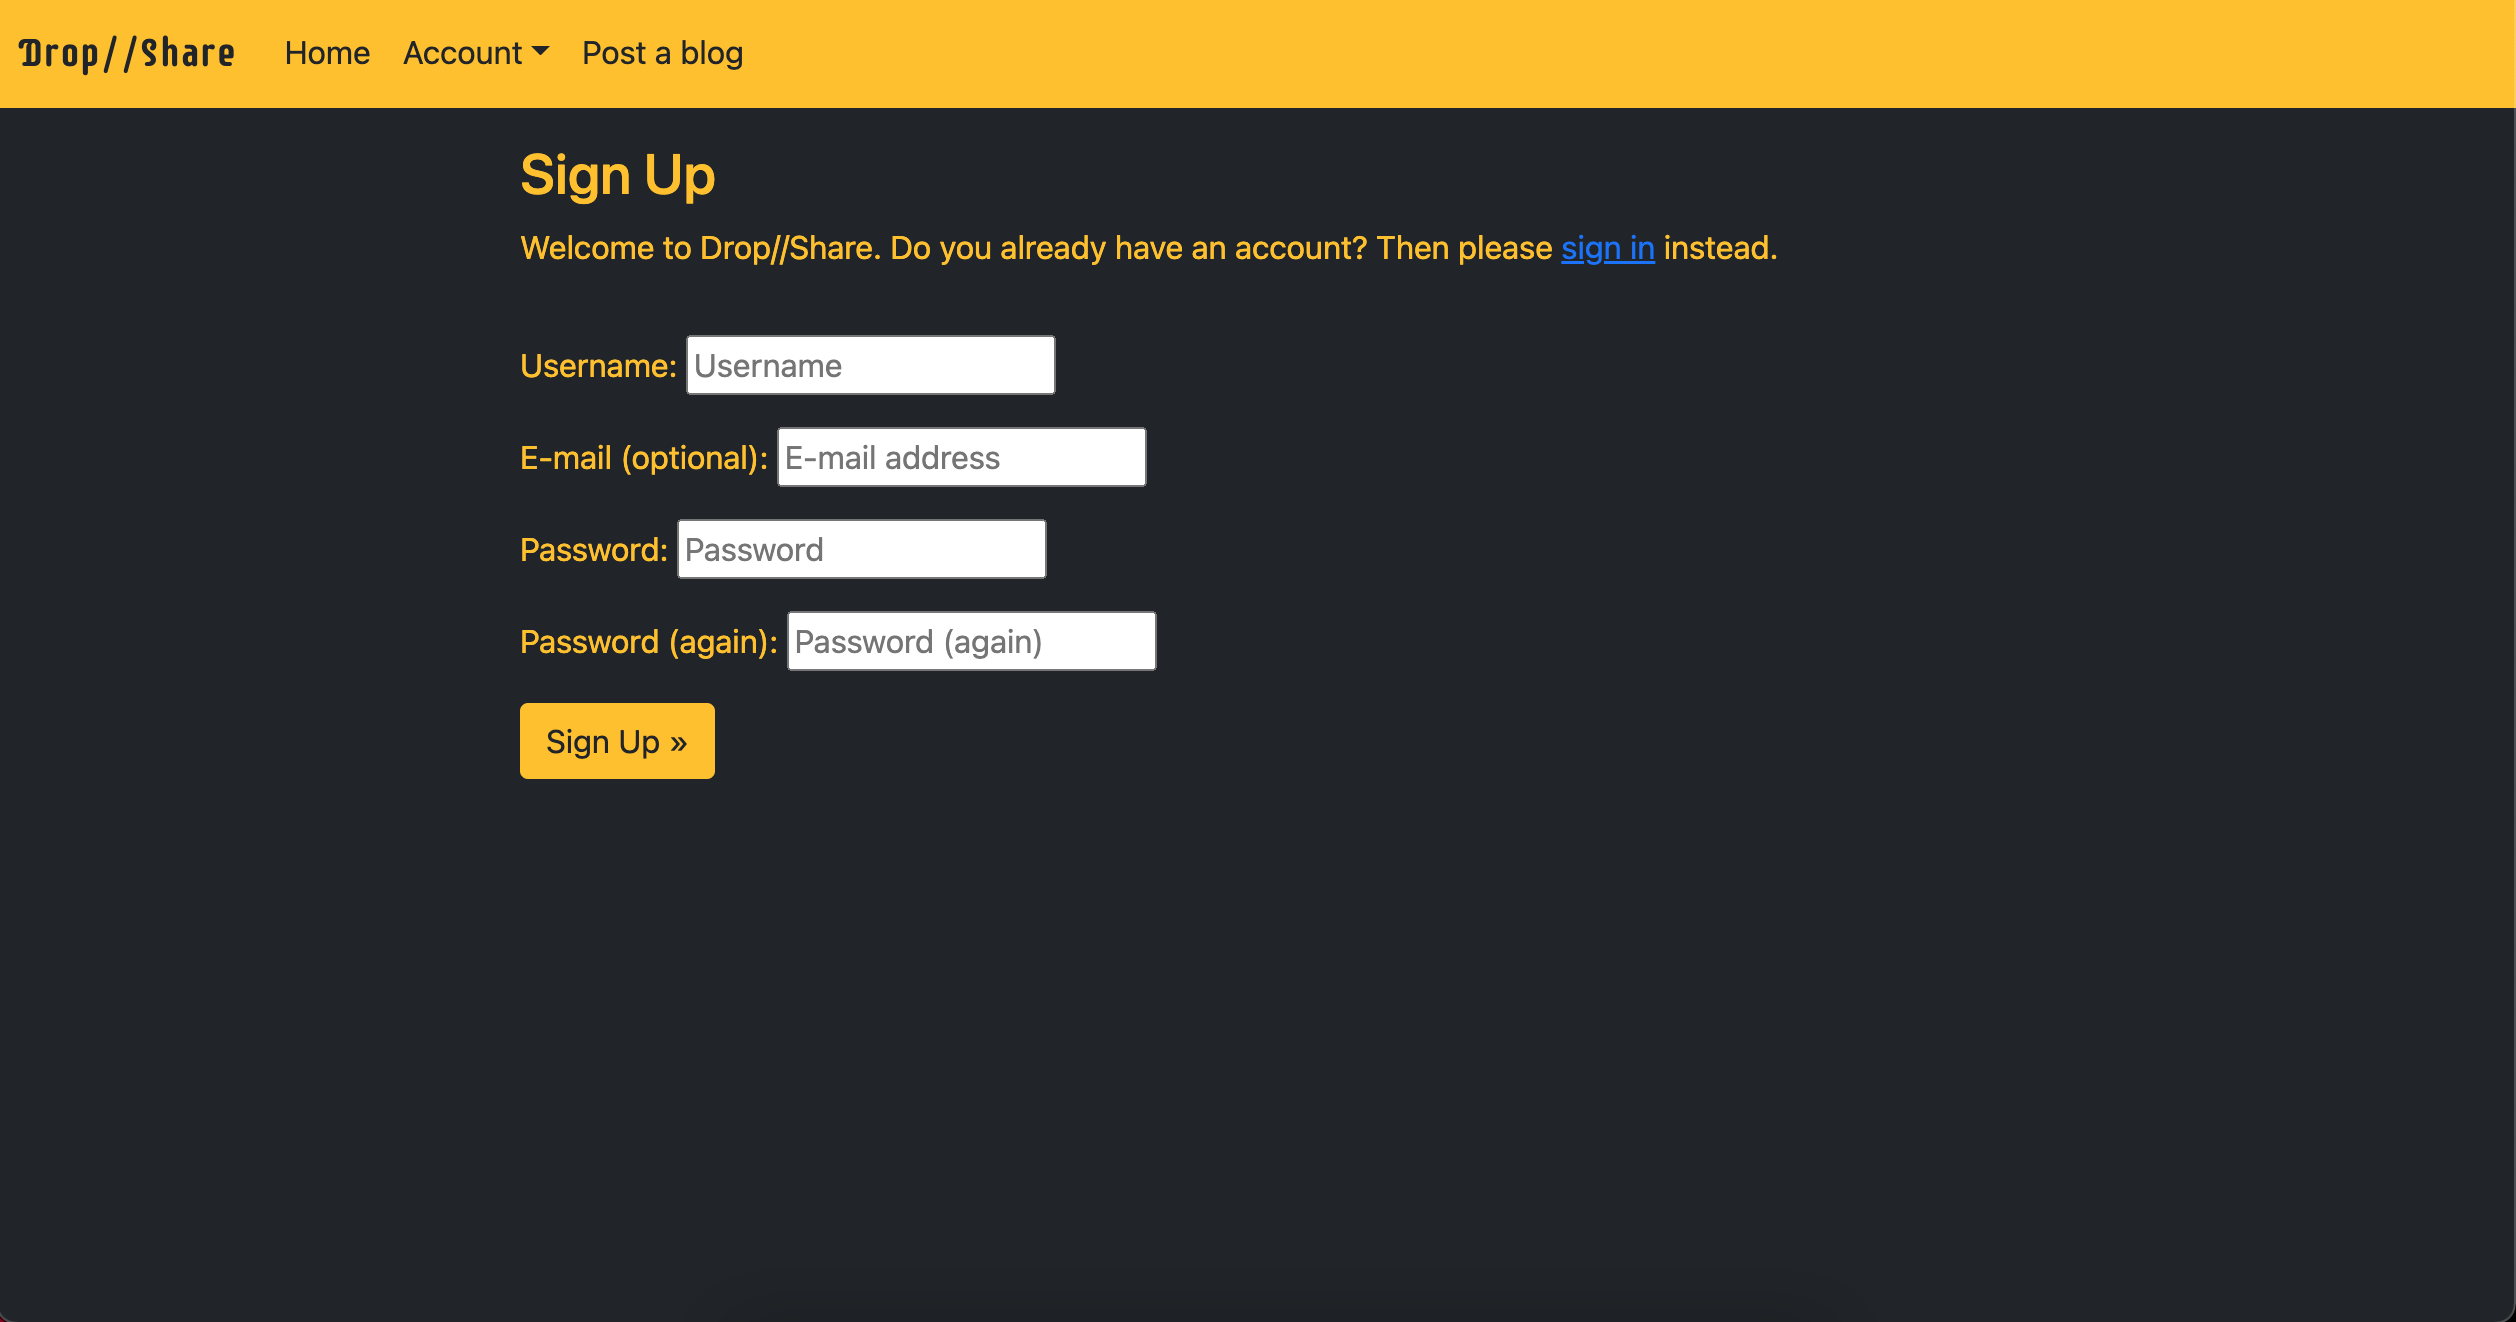 Drop//Share Home Account Post a blog
Sign Up
Welcome to Drop//Share. Do you already have an account? Then please sign in instead.
Username: Username
E-mail (optional): E-mail address
Password: Password
Password (again): Password (again)
Sign Up »